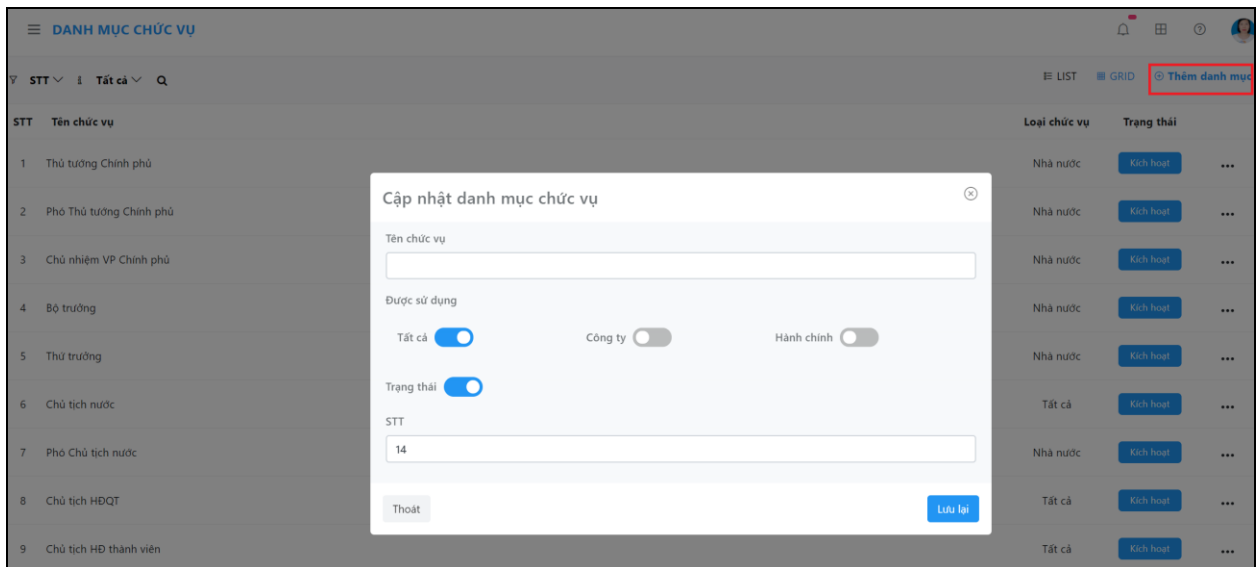 DANH MỤC CHỨC VỤ
STT Tất cả LIST GRID Thêm danh mục
STT Tên chức vụ Loại chức vụ Trạng thái
1 Thủ tướng Chính phủ Nhà nước Kích hoạt
Cập nhật danh mục chức vụ
2 Phó Thủ tướng Chính phủ Nhà nước Kích hoạt
Tên chức vụ
3 Chủ nhiệm VP Chính phủ Nhà nước Kích hoạt
Được sử dụng
4 Bộ trưởng Nhà nước Kích hoạt
Tất cả Công ty Hành chính
5 Thứ trưởng Nhà nước Kích hoạt
Trạng thái
6 Chủ tịch nước Tất cả Kích hoạt
STT
14
7 Phó Chủ tịch nước Nhà nước Kích hoạt
8 Chủ tịch HĐQT Tất cả Kích hoạt
Thoát Lưu lại
9 Chủ tịch HĐ thành viên Tất cả Kích hoạt